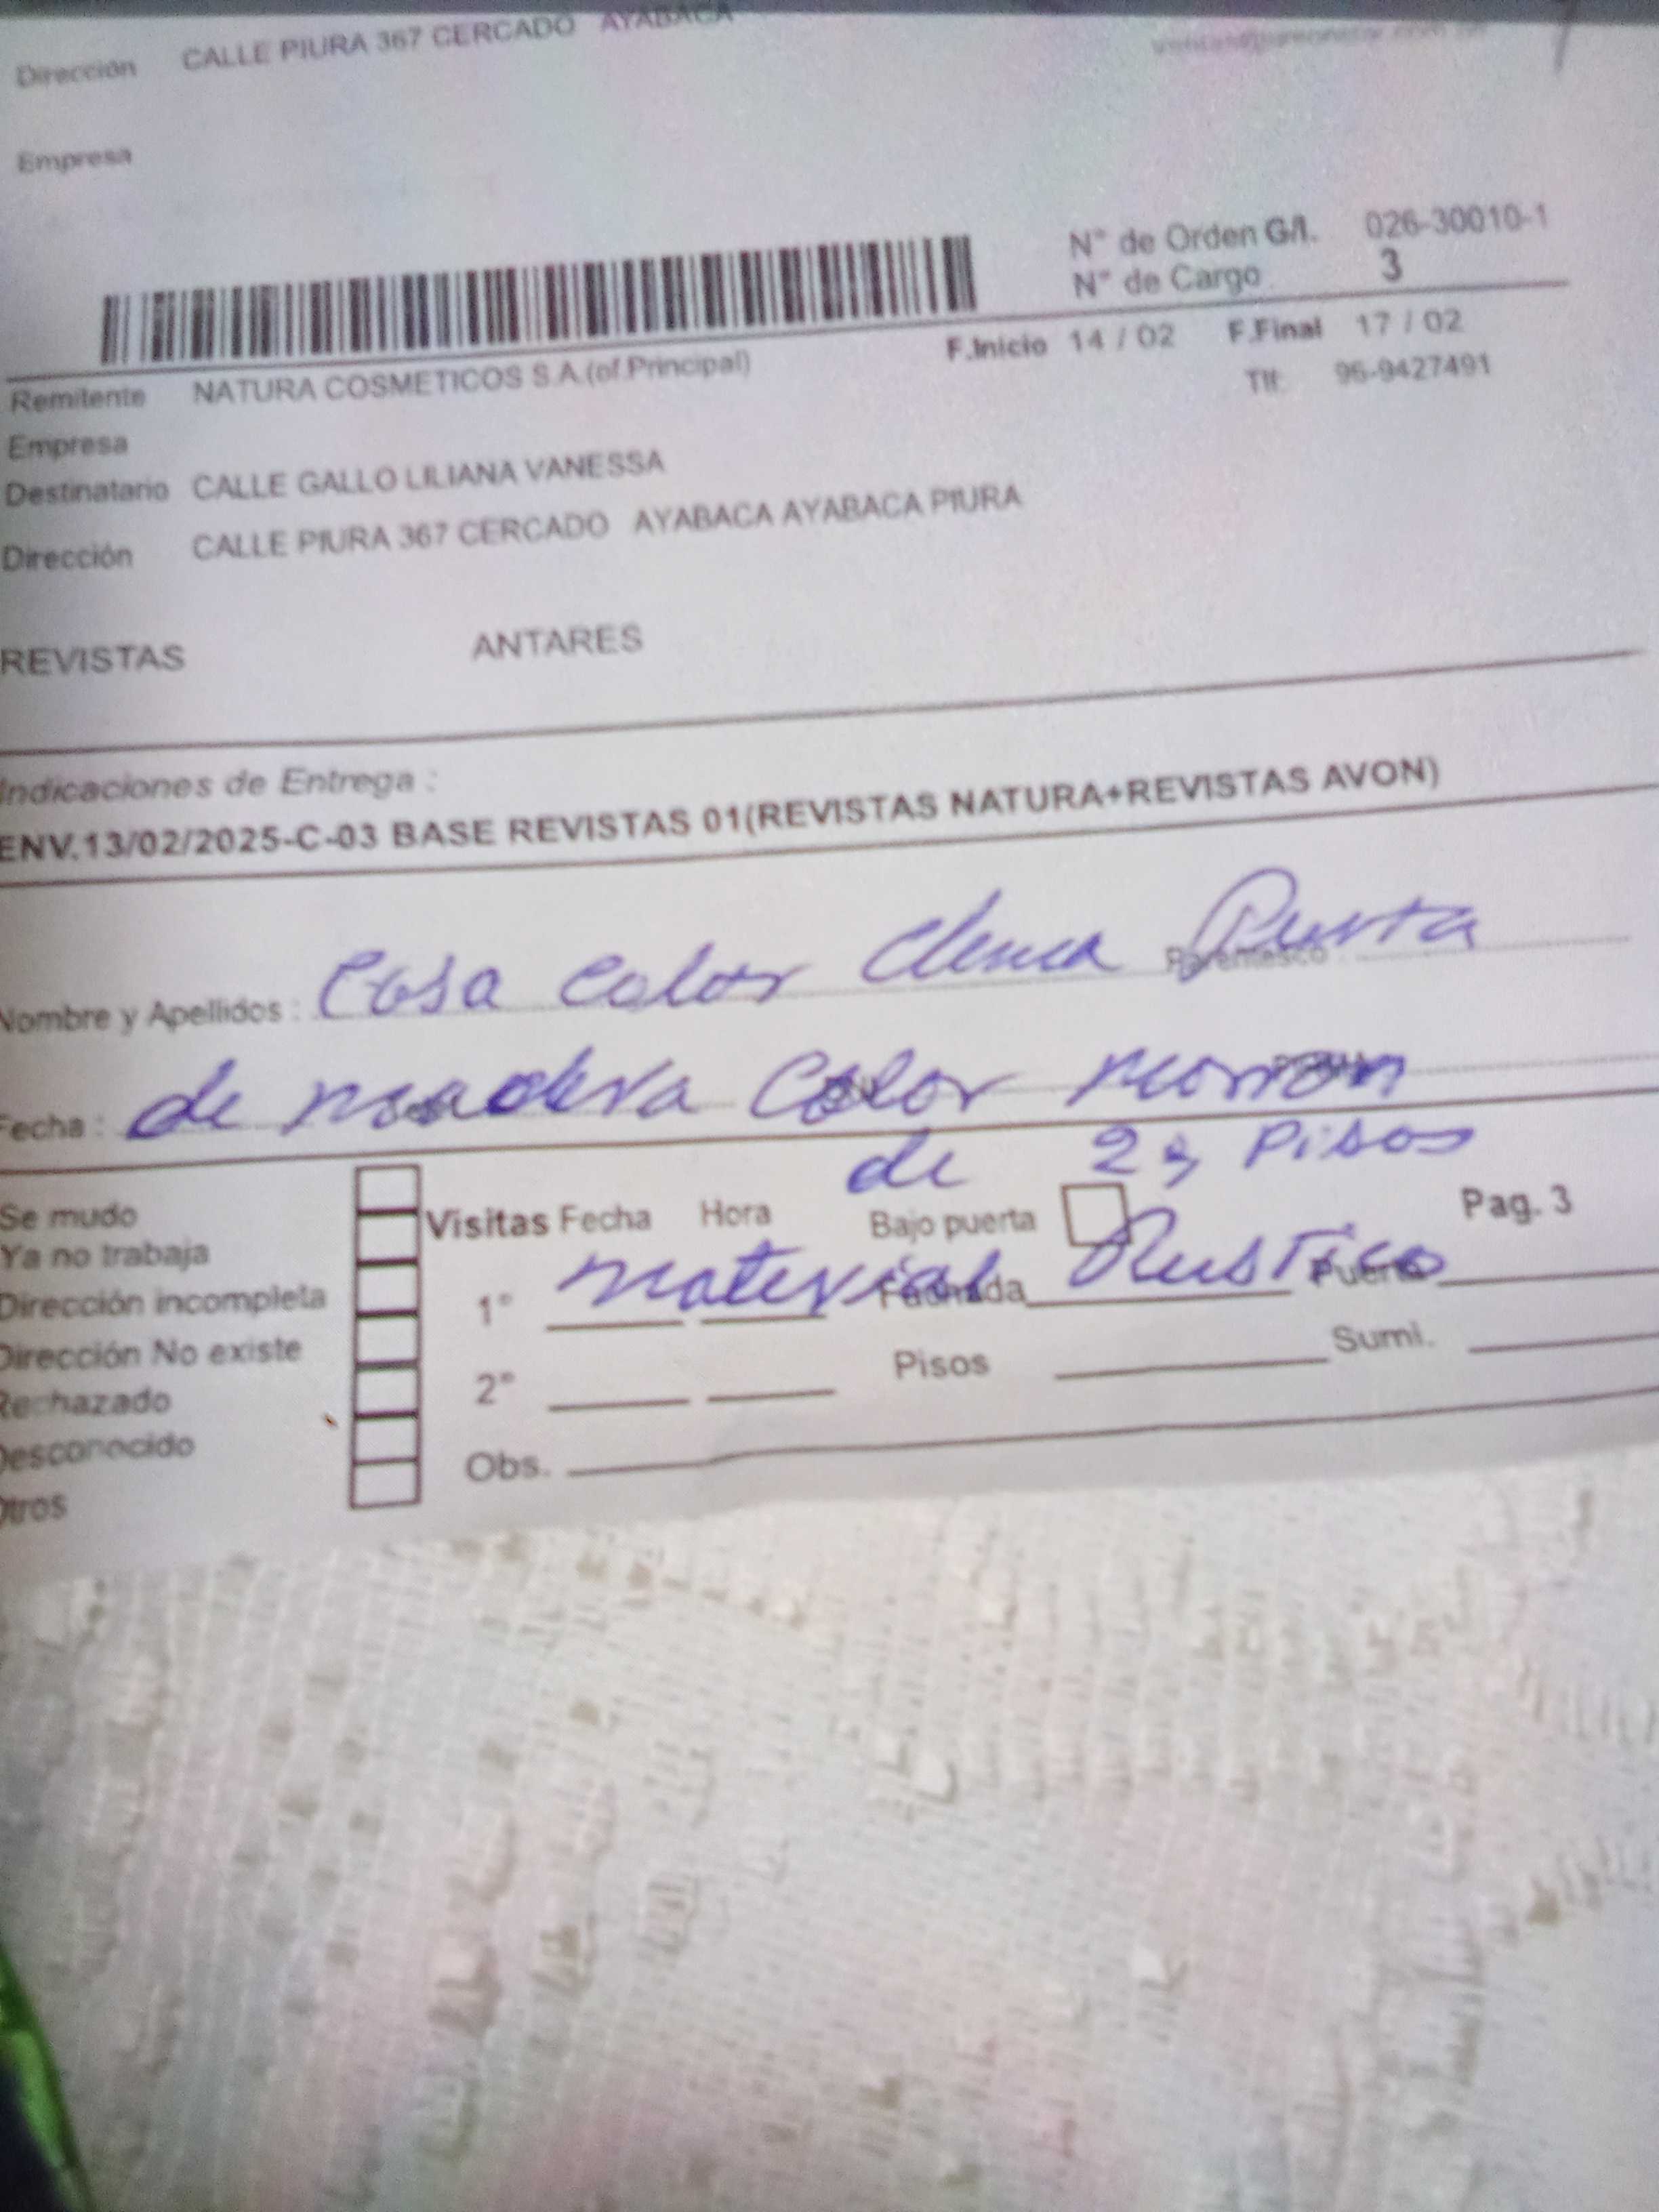 Dirección CALLE PIURA 367 CERCADO AYABACA
Empresa
N° de Orden G/I. 026-30010-1
N° de Cargo 3
F.Inicio 14 / 02 F.Final 17 / 02
Remitente NATURA COSMETICOS S.A.(of.Principal)
Tlf: 96-9427491
Empresa
Destinatario CALLE GALLO LILIANA VANESSA
Dirección CALLE PIURA 367 CERCADO AYABACA AYABACA PIURA
REVISTAS ANTARES
Indicaciones de Entrega :
ENV.13/02/2025-C-03 BASE REVISTAS 01(REVISTAS NATURA+REVISTAS AVON)
Nombre y Apellidos : Casa Color Parentesco
Fecha : de madera Color marron
de 2 Pisos
Se mudo
Ya no trabaja
Dirección incompleta
Dirección No existe
Rechazado
Desconocido
Otros
Visitas Fecha Hora Bajo puerta Pag. 3
material Rustico
1° Fachada Puerta
2° Pisos Sumi.
Obs.